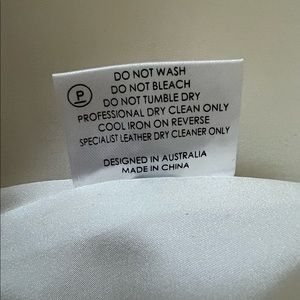 DO NOT WASH
DO NOT BLEACH
P
DO NOT TUMBLE DRY
PROFESSIONAL DRY CLEAN ONLY
COOL IRON ON REVERSE
SPECIALIST LEATHER DRY CLEANER ONLY
DESIGNED IN AUSTRALIA
MADE IN CHINA